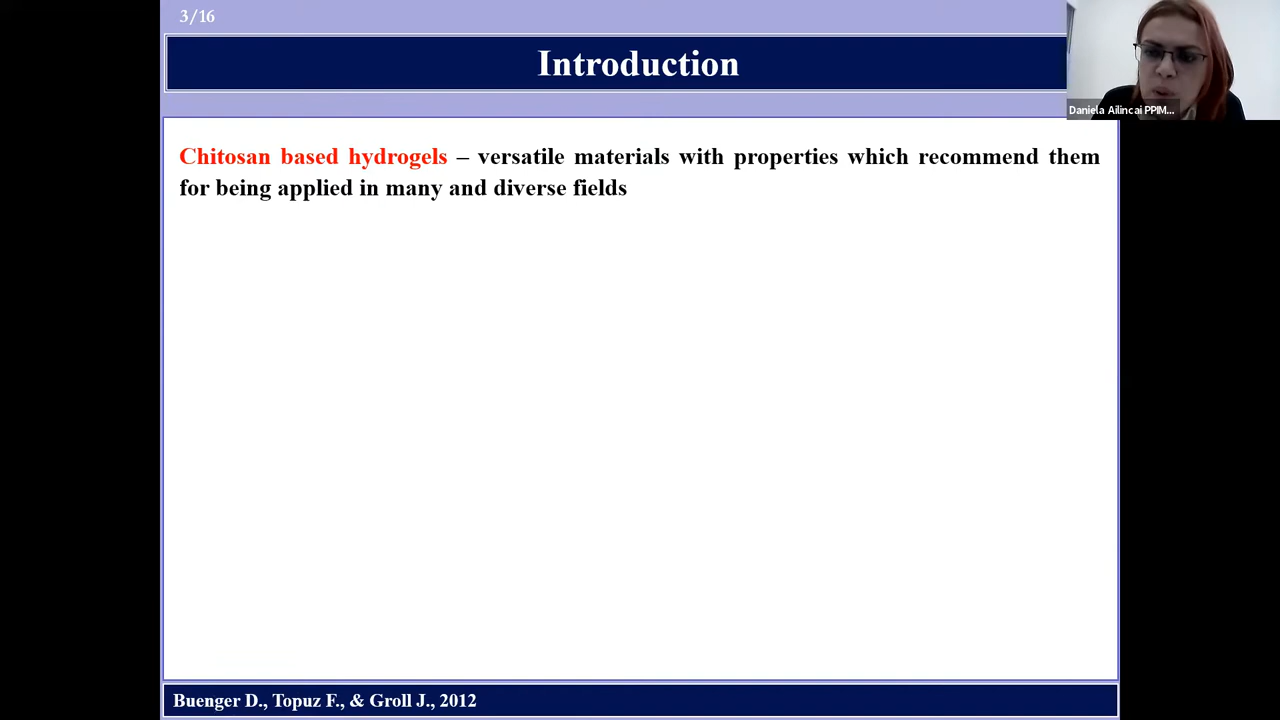 3/16
Introduction
Daniela Ailincai PPIM...
Chitosan based hydrogels – versatile materials with properties which recommend them
for being applied in many and diverse fields
Buenger D., Topuz F., & Groll J., 2012